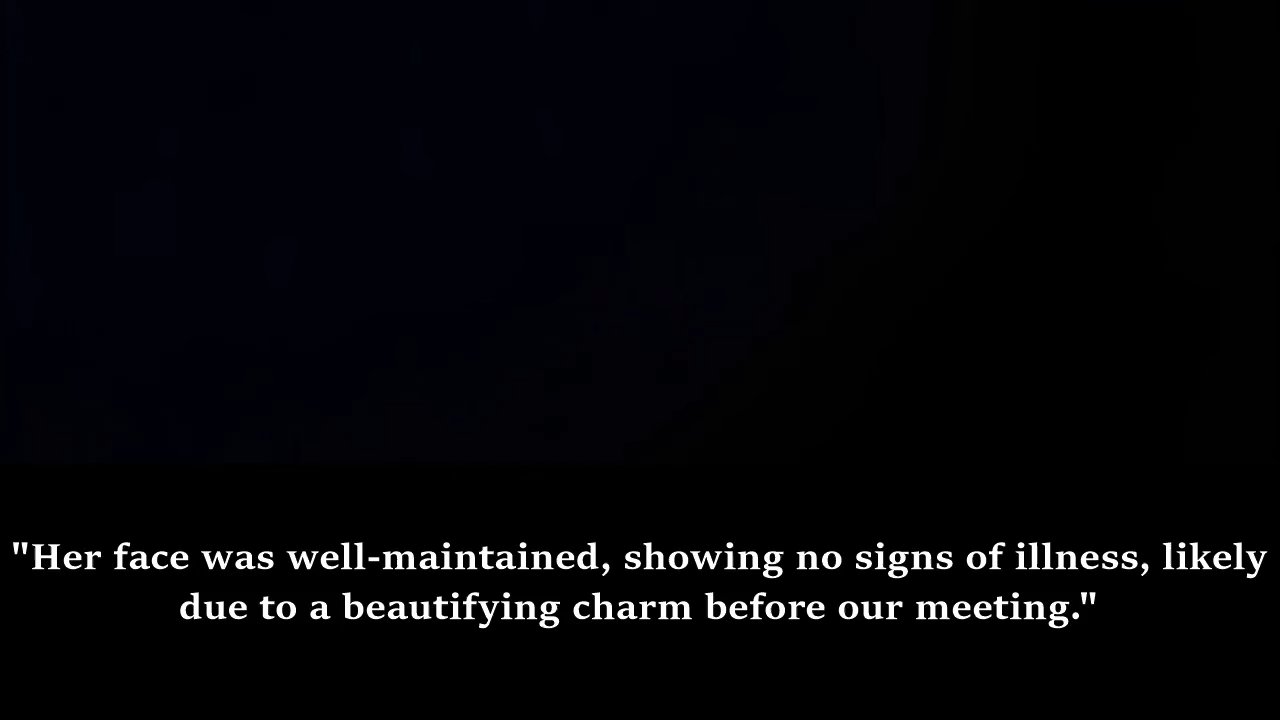 "Her face was well-maintained, showing no signs of illness, likely
due to a beautifying charm before our meeting."